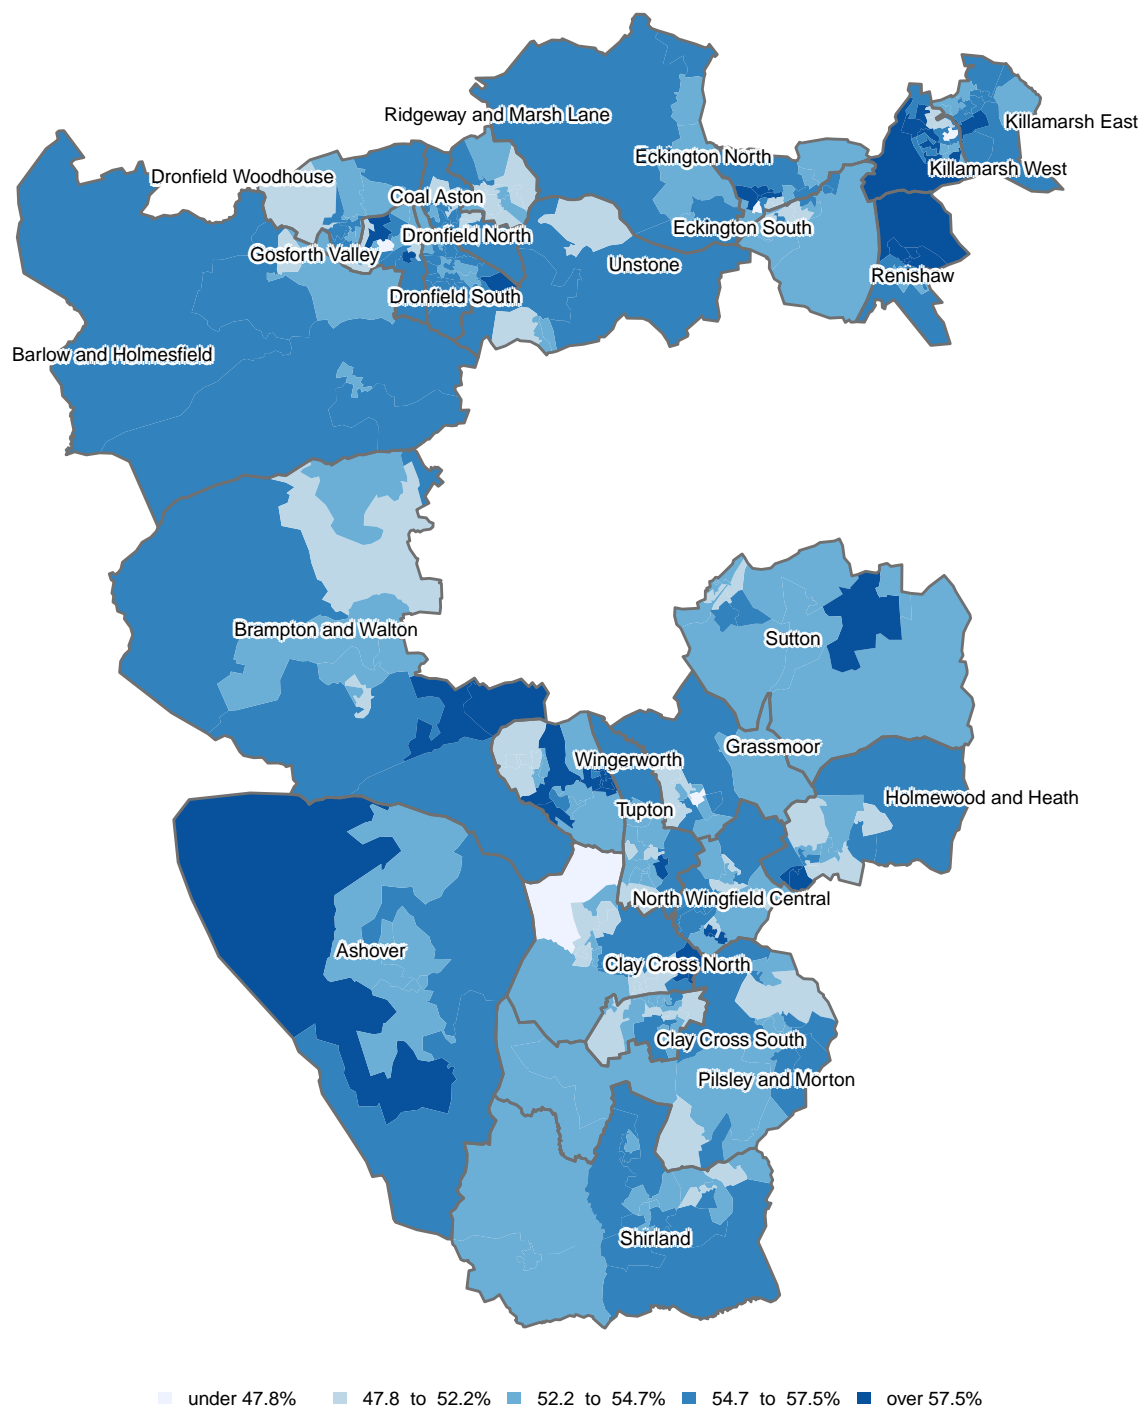 Ridgeway and Marsh Lane
Killamarsh East
Eckington North
Killamarsh West
Dronfield Woodhouse
Coal Aston
Eckington South
Dronfield North
Gosforth Valley
Unstone
Renishaw
Dronfield South
Barlow and Holmesfield
Brampton and Walton
Sutton
Grassmoor
Wingerworth
Holmewood and Heath
Tupton
North Wingfield Central
Ashover
Clay Cross North
Clay Cross South
Pilsley and Morton
Shirland
under 47.8% 47.8 to 52.2% 52.2 to 54.7% 54.7 to 57.5% over 57.5%